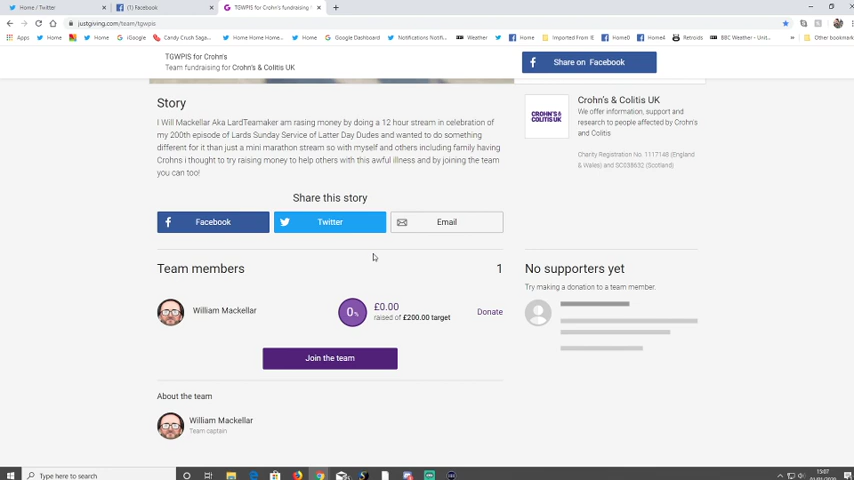 Home / Twitter
(1) Facebook
TGWPIS for Crohn's fundraising
justgiving.com/team/tgwpis
Apps
Home
iGoogle
Candy Crush Saga...
Home Home Home...
Home
Google Dashboard
Notifications Notifi...
Weather
Home
Imported From IE
Home0
Home4
Retroids
BBC Weather - Unit...
Other bookmarks
TGWPIS for Crohn's
Team fundraising for Crohn's & Colitis UK
Share on Facebook
Story
I Will Mackellar Aka LardTeamaker am rasing money by doing a 12 hour stream in celebration of
my 200th episode of Lards Sunday Service of Latter Day Dudes and wanted to do something
different for it than just a mini marathon stream so with myself and others including family having
Crohns i thought to try raising money to help others with this awful illness and by joining the team
you can too!
CROHN'S & COLITIS UK
Crohn's & Colitis UK
We offer information, support and
research to people affected by Crohn's
and Colitis
Charity Registration No. 1117148 (England
& Wales) and SC038632 (Scotland)
Share this story
Facebook
Twitter
Email
Team members
1
William Mackellar
0%
£0.00
raised of £200.00 target
Donate
Join the team
No supporters yet
Try making a donation to a team member.
About the team
William Mackellar
Team captain
Type here to search
15:07